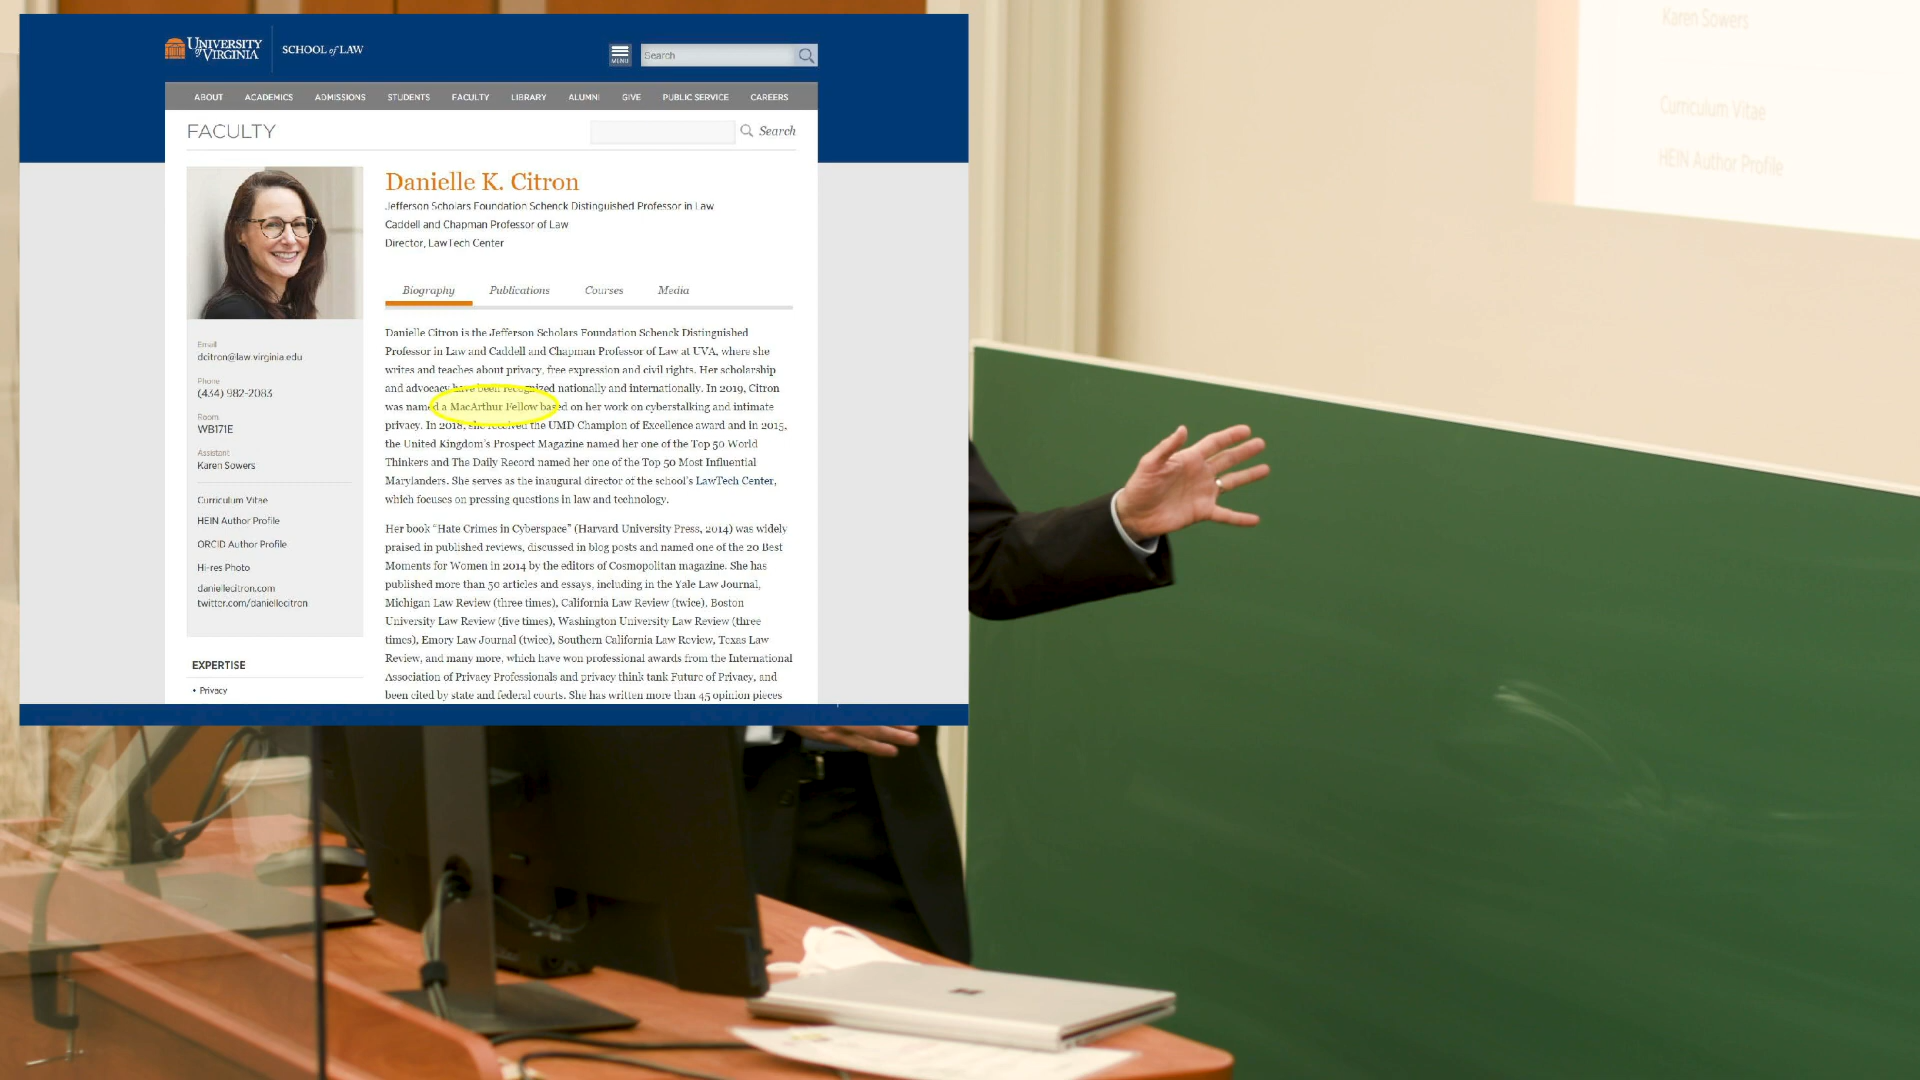 UNIVERSITY of VIRGINIA
SCHOOL of LAW
MENU
Search
ABOUT ACADEMICS ADMISSIONS STUDENTS FACULTY LIBRARY ALUMNI GIVE PUBLIC SERVICE CAREERS
FACULTY
Search
Danielle K. Citron
Jefferson Scholars Foundation Schenck Distinguished Professor in Law
Caddell and Chapman Professor of Law
Director, LawTech Center
Biography Publications Courses Media
Email
dcitron@law.virginia.edu
Phone
(434) 982-2083
Room
WB171E
Assistant
Karen Sowers
Curriculum Vitae
HEIN Author Profile
ORCID Author Profile
Hi-res Photo
daniellecitron.com
twitter.com/daniellecitron
EXPERTISE
• Privacy
Danielle Citron is the Jefferson Scholars Foundation Schenck Distinguished
Professor in Law and Caddell and Chapman Professor of Law at UVA, where she
writes and teaches about privacy, free expression and civil rights. Her scholarship
and advocacy have been recognized nationally and internationally. In 2019, Citron
was named a MacArthur Fellow based on her work on cyberstalking and intimate
privacy. In 2018, she received the UMD Champion of Excellence award and in 2015,
the United Kingdom's Prospect Magazine named her one of the Top 50 World
Thinkers and The Daily Record named her one of the Top 50 Most Influential
Marylanders. She serves as the inaugural director of the school's LawTech Center,
which focuses on pressing questions in law and technology.
Her book “Hate Crimes in Cyberspace” (Harvard University Press, 2014) was widely
praised in published reviews, discussed in blog posts and named one of the 20 Best
Moments for Women in 2014 by the editors of Cosmopolitan magazine. She has
published more than 50 articles and essays, including in the Yale Law Journal,
Michigan Law Review (three times), California Law Review (twice), Boston
University Law Review (five times), Washington University Law Review (three
times), Emory Law Journal (twice), Southern California Law Review, Texas Law
Review, and many more, which have won professional awards from the International
Association of Privacy Professionals and privacy think tank Future of Privacy, and
been cited by state and federal courts. She has written more than 45 opinion pieces
Karen Sowers
Curriculum Vitae
HEIN Author Profile